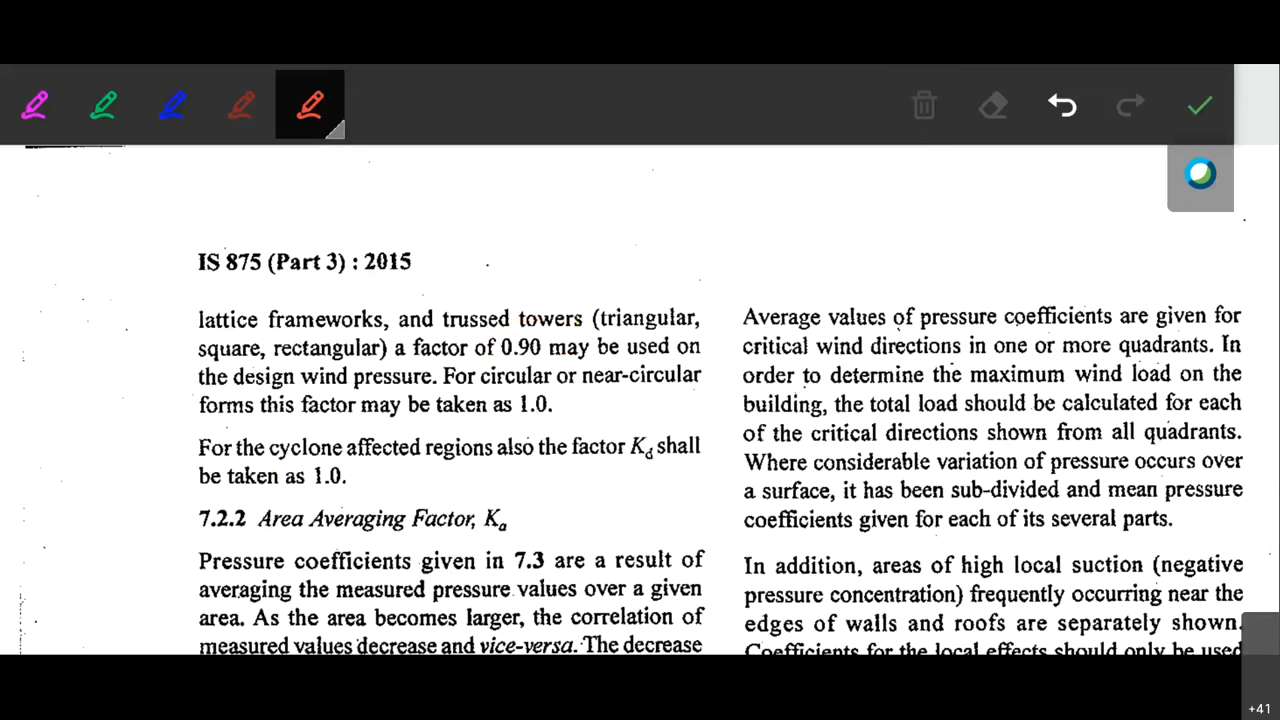 IS 875 (Part 3) : 2015
lattice frameworks, and trussed towers (triangular,
square, rectangular) a factor of 0.90 may be used on
the design wind pressure. For circular or near-circular
forms this factor may be taken as 1.0.
For the cyclone affected regions also the factor Kd shall
be taken as 1.0.
7.2.2 Area Averaging Factor, Ka
Pressure coefficients given in 7.3 are a result of
averaging the measured pressure values over a given
area. As the area becomes larger, the correlation of
measured values decrease and vice-versa. The decrease
Average values of pressure coefficients are given for
critical wind directions in one or more quadrants. In
order to determine the maximum wind load on the
building, the total load should be calculated for each
of the critical directions shown from all quadrants.
Where considerable variation of pressure occurs over
a surface, it has been sub-divided and mean pressure
coefficients given for each of its several parts.
In addition, areas of high local suction (negative
pressure concentration) frequently occurring near the
edges of walls and roofs are separately shown.
Coefficients for the local effects should only be used
+41